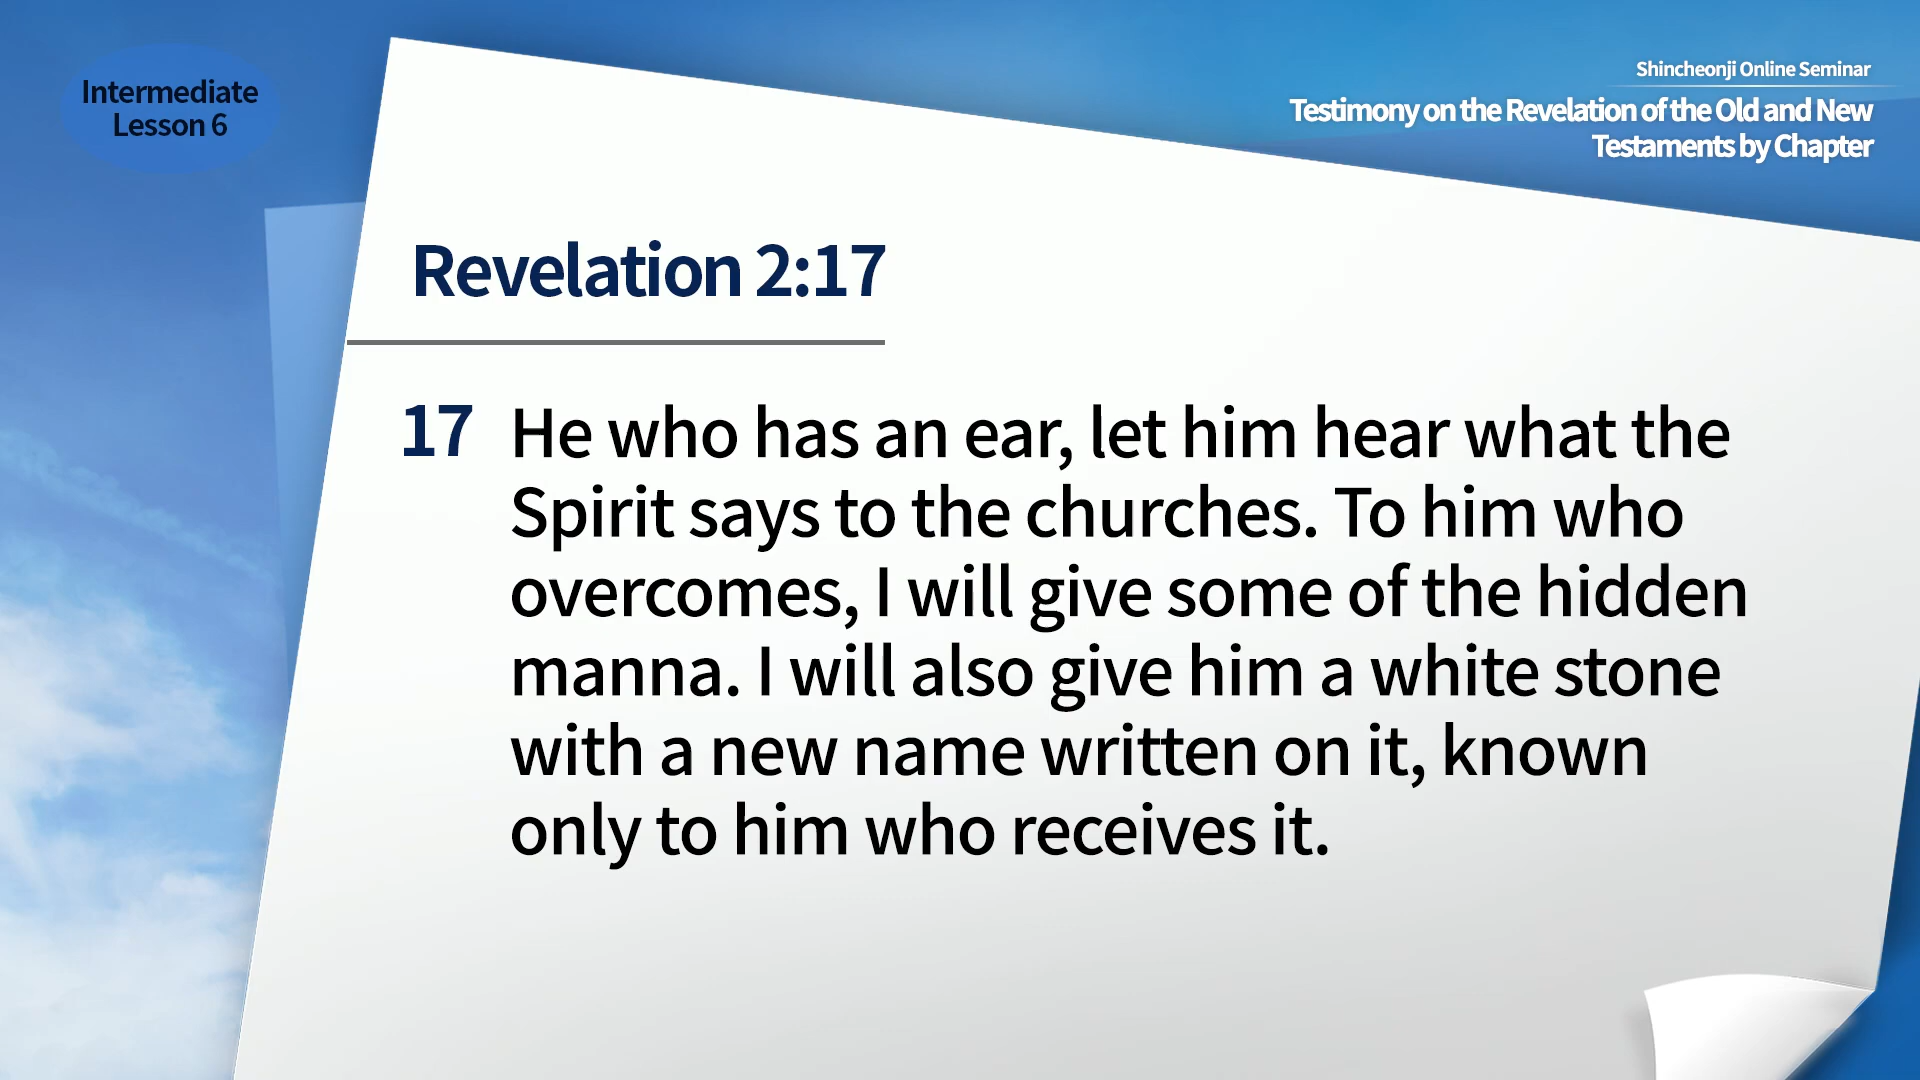 Intermediate
Lesson 6
Shincheonji Online Seminar
Testimony on the Revelation of the Old and New
Testaments by Chapter
Revelation 2:17
17 He who has an ear, let him hear what the
Spirit says to the churches. To him who
overcomes, I will give some of the hidden
manna. I will also give him a white stone
with a new name written on it, known
only to him who receives it.